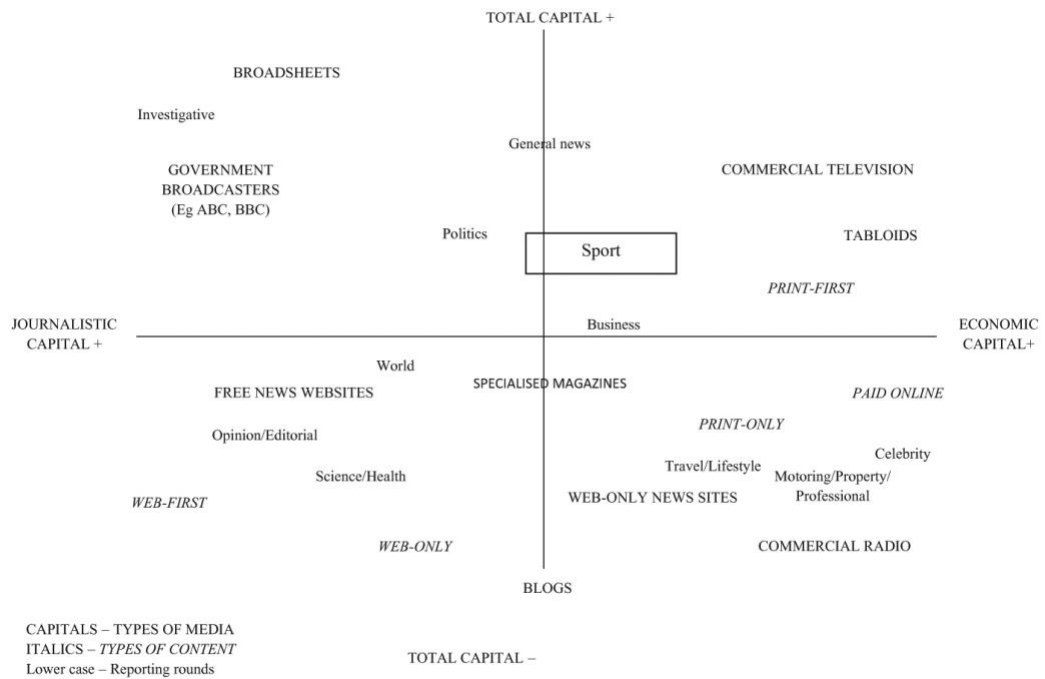 TOTAL CAPITAL +
BROADSHEETS
Investigative
General news
GOVERNMENT
BROADCASTERS
(Eg ABC, BBC)
COMMERCIAL TELEVISION
Politics
Sport
TABLOIDS
PRINT-FIRST
JOURNALISTIC
CAPITAL +
Business
ECONOMIC
CAPITAL+
World
SPECIALISED MAGAZINES
FREE NEWS WEBSITES
PAID ONLINE
PRINT-ONLY
Opinion/Editorial
Celebrity
Travel/Lifestyle
Science/Health
Motoring/Property/
Professional
WEB-FIRST
WEB-ONLY NEWS SITES
WEB-ONLY
COMMERCIAL RADIO
BLOGS
CAPITALS – TYPES OF MEDIA
ITALICS – TYPES OF CONTENT
Lower case – Reporting rounds
TOTAL CAPITAL –